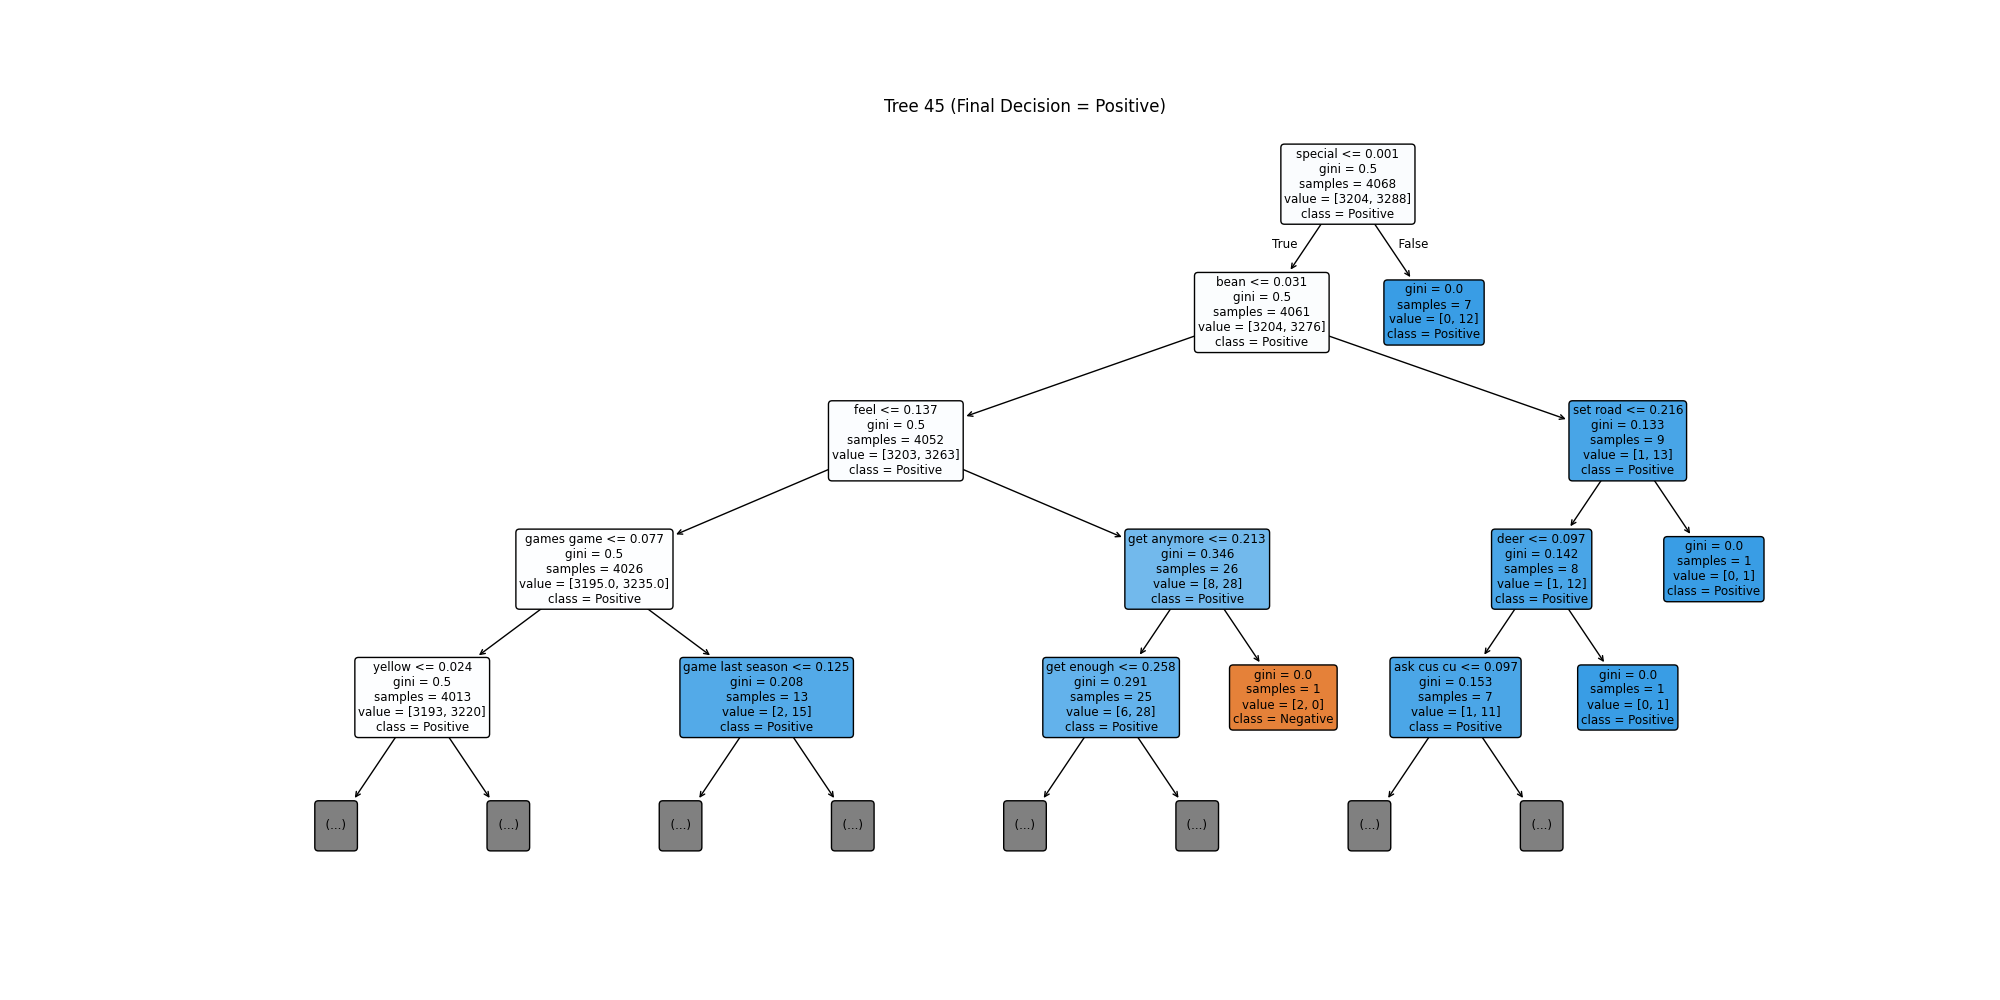 Tree 45 (Final Decision = Positive)
special <= 0.001
gini = 0.5
samples = 4068
value = [3204, 3288]
class = Positive
True
False
bean <= 0.031
gini = 0.5
samples = 4061
value = [3204, 3276]
class = Positive
gini = 0.0
samples = 7
value = [0, 12]
class = Positive
feel <= 0.137
gini = 0.5
samples = 4052
value = [3203, 3263]
class = Positive
set road <= 0.216
gini = 0.133
samples = 9
value = [1, 13]
class = Positive
games game <= 0.077
gini = 0.5
samples = 4026
value = [3195.0, 3235.0]
class = Positive
get anymore <= 0.213
gini = 0.346
samples = 26
value = [8, 28]
class = Positive
deer <= 0.097
gini = 0.142
samples = 8
value = [1, 12]
class = Positive
gini = 0.0
samples = 1
value = [0, 1]
class = Positive
yellow <= 0.024
gini = 0.5
samples = 4013
value = [3193, 3220]
class = Positive
game last season <= 0.125
gini = 0.208
samples = 13
value = [2, 15]
class = Positive
get enough <= 0.258
gini = 0.291
samples = 25
value = [6, 28]
class = Positive
gini = 0.0
samples = 1
value = [2, 0]
class = Negative
ask cus cu <= 0.097
gini = 0.153
samples = 7
value = [1, 11]
class = Positive
gini = 0.0
samples = 1
value = [0, 1]
class = Positive
(...)
(...)
(...)
(...)
(...)
(...)
(...)
(...)